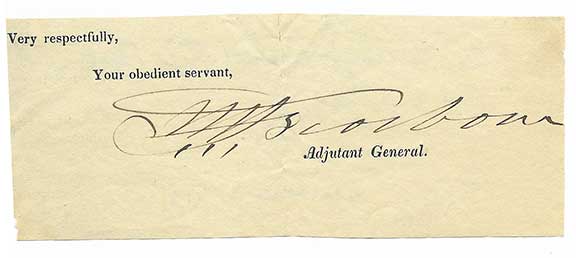 Very respectfully,
Your obedient servant,
Adjutant General.